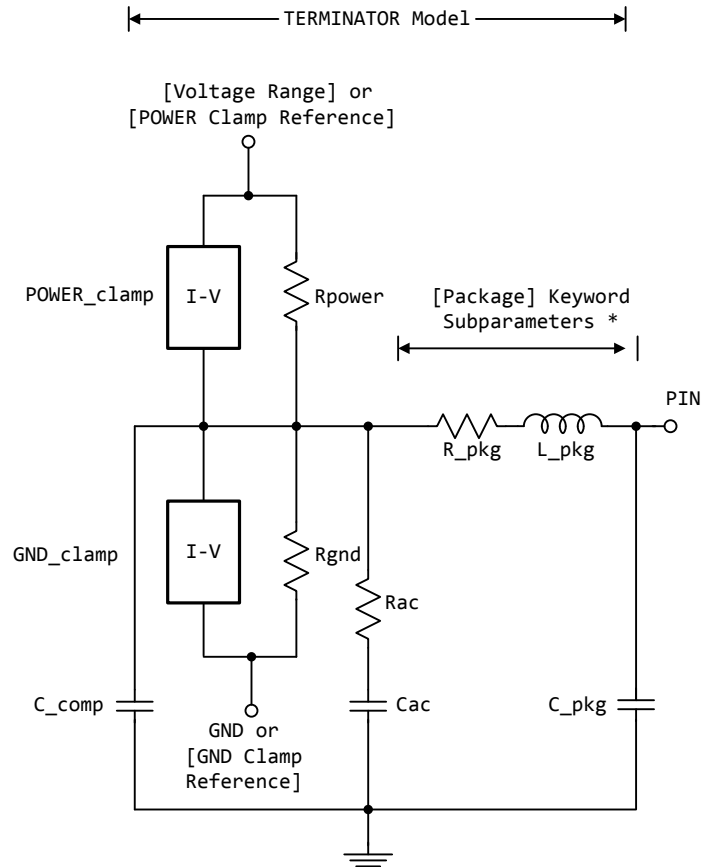 TERMINATOR Model
[Voltage Range] or
[POWER Clamp Reference]
POWER_clamp
I-V
Rpower
[Package] Keyword
Subparameters *
PIN
R_pkg
L_pkg
GND_clamp
I-V
Rgnd
Rac
C_comp
Cac
C_pkg
GND or
[GND Clamp
Reference]